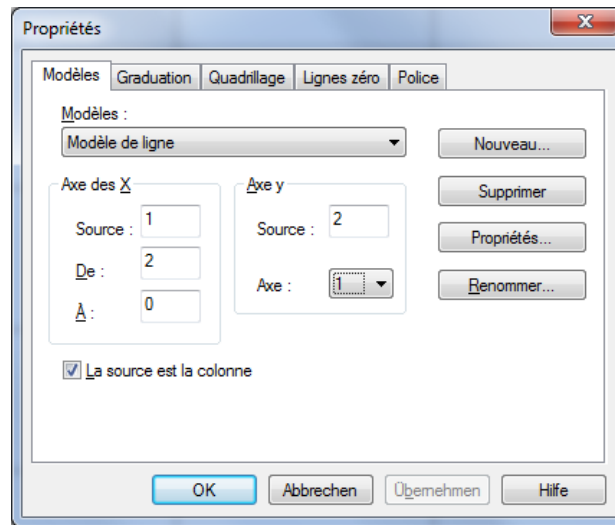 Propriétés
Modèles Graduation Quadrillage Lignes zéro Police
Modèles :
Modèle de ligne
Nouveau...
Axe des X
Axe y
Supprimer
Source : 1
Source : 2
Propriétés...
De : 2
Axe : 1
Renommer...
À : 0
La source est la colonne
OK Abbrechen Übernehmen Hilfe